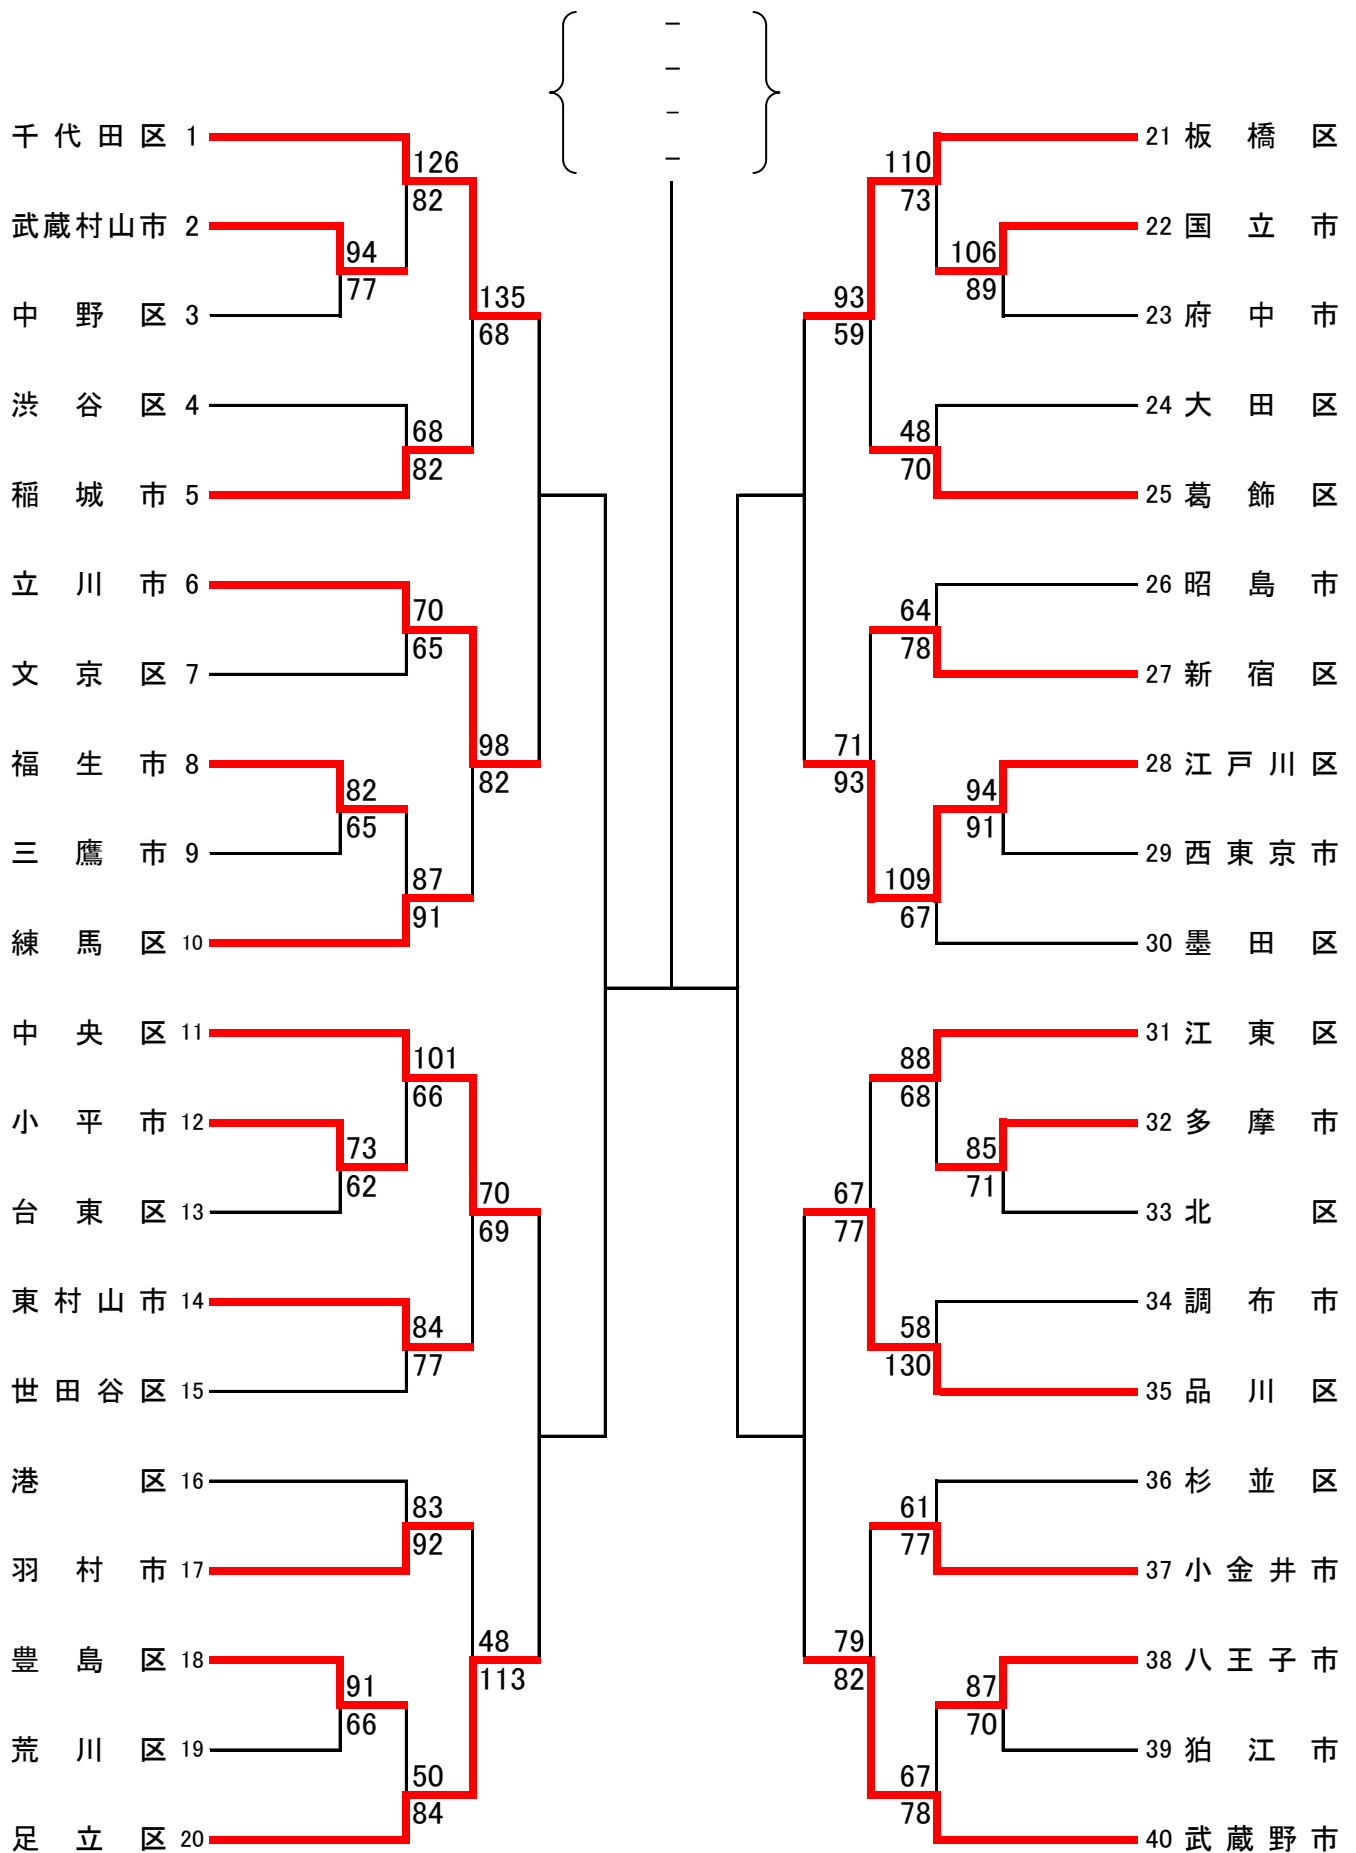 －
－
－
－
千代田区 1
武蔵村山市 2
中野区 3
渋谷区 4
稲城市 5
立川市 6
文京区 7
福生市 8
三鷹市 9
練馬区 10
中央区 11
小平市 12
台東区 13
東村山市 14
世田谷区 15
港区 16
羽村市 17
豊島区 18
荒川区 19
足立区 20
126
82
94
77
135
68
68
82
70
65
98
82
82
65
87
91
101
66
73
62
70
69
84
77
83
92
48
113
91
66
50
84
110
73
106
89
93
59
48
70
64
78
71
93
94
91
109
67
88
68
85
71
67
77
58
130
61
77
79
82
87
70
67
78
21 板橋区
22 国立市
23 府中市
24 大田区
25 葛飾区
26 昭島市
27 新宿区
28 江戸川区
29 西東京市
30 墨田区
31 江東区
32 多摩市
33 北区
34 調布市
35 品川区
36 杉並区
37 小金井市
38 八王子市
39 狛江市
40 武蔵野市